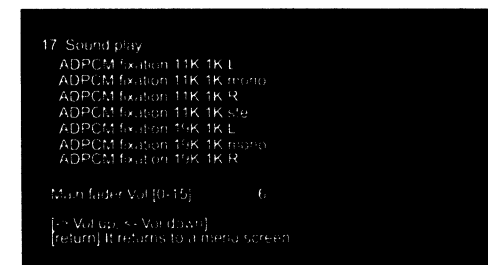 17 Sound play
ADPCM fixation 11K 1K L
ADPCM fixation 11K 1K mono
ADPCM fixation 11K 1K R
ADPCM fixation 11K 1K ste
ADPCM fixation 19K 1K L
ADPCM fixation 19K 1K mono
ADPCM fixation 19K 1K R
Main fader Vol [0-15] 6
[-> Vol up, <- Vol down]
[return] It returns to a menu screen